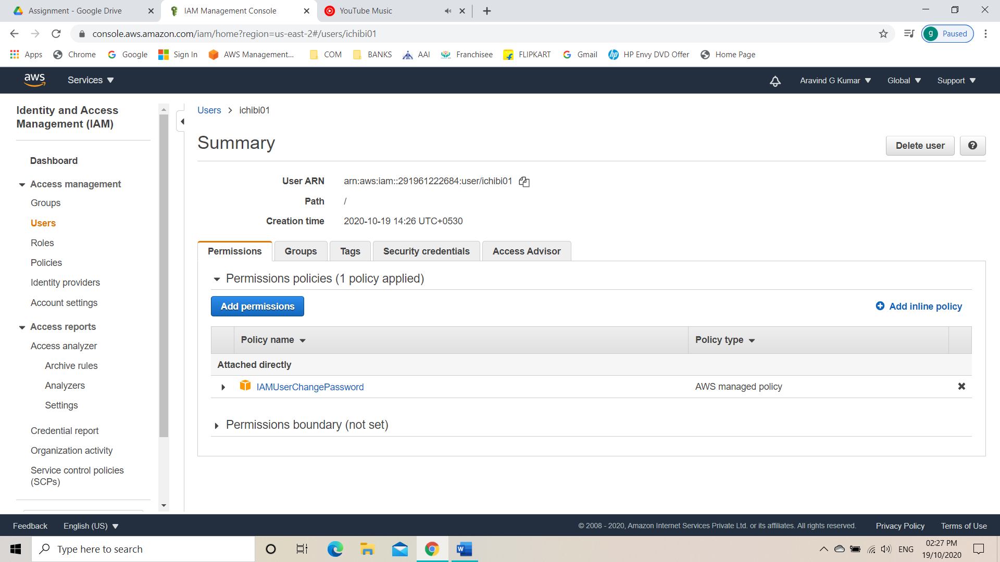 Assignment - Google Drive
IAM Management Console
YouTube Music
console.aws.amazon.com/iam/home?region=us-east-2#/users/ichibi01
g Paused
Apps Chrome Google Sign In AWS Management... COM BANKS AAI Franchisee FLIPKART Gmail HP Envy DVD Offer Home Page
aws Services Aravind G Kumar Global Support
Identity and Access
Management (IAM)
Dashboard
Access management
Groups
Users
Roles
Policies
Identity providers
Account settings
Access reports
Access analyzer
Archive rules
Analyzers
Settings
Credential report
Organization activity
Service control policies
(SCPs)
Users > ichibi01
Summary
Delete user
User ARN arn:aws:iam::291961222684:user/ichibi01
Path /
Creation time 2020-10-19 14:26 UTC+0530
Permissions Groups Tags Security credentials Access Advisor
Permissions policies (1 policy applied)
Add permissions
Add inline policy
Policy name Policy type
Attached directly
IAMUserChangePassword AWS managed policy
Permissions boundary (not set)
Feedback English (US) © 2008 - 2020, Amazon Internet Services Private Ltd. or its affiliates. All rights reserved. Privacy Policy Terms of Use
Type here to search
ENG
02:27 PM
19/10/2020